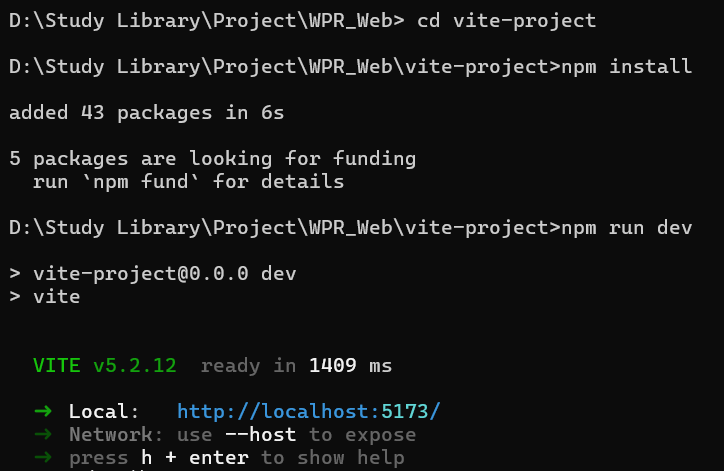 D:\Study Library\Project\WPR_Web> cd vite-project
D:\Study Library\Project\WPR_Web\vite-project>npm install
added 43 packages in 6s
5 packages are looking for funding
run `npm fund` for details
D:\Study Library\Project\WPR_Web\vite-project>npm run dev
> vite-project@0.0.0 dev
> vite
VITE v5.2.12 ready in 1409 ms
➜ Local: http://localhost:5173/
➜ Network: use --host to expose
➜ press h + enter to show help